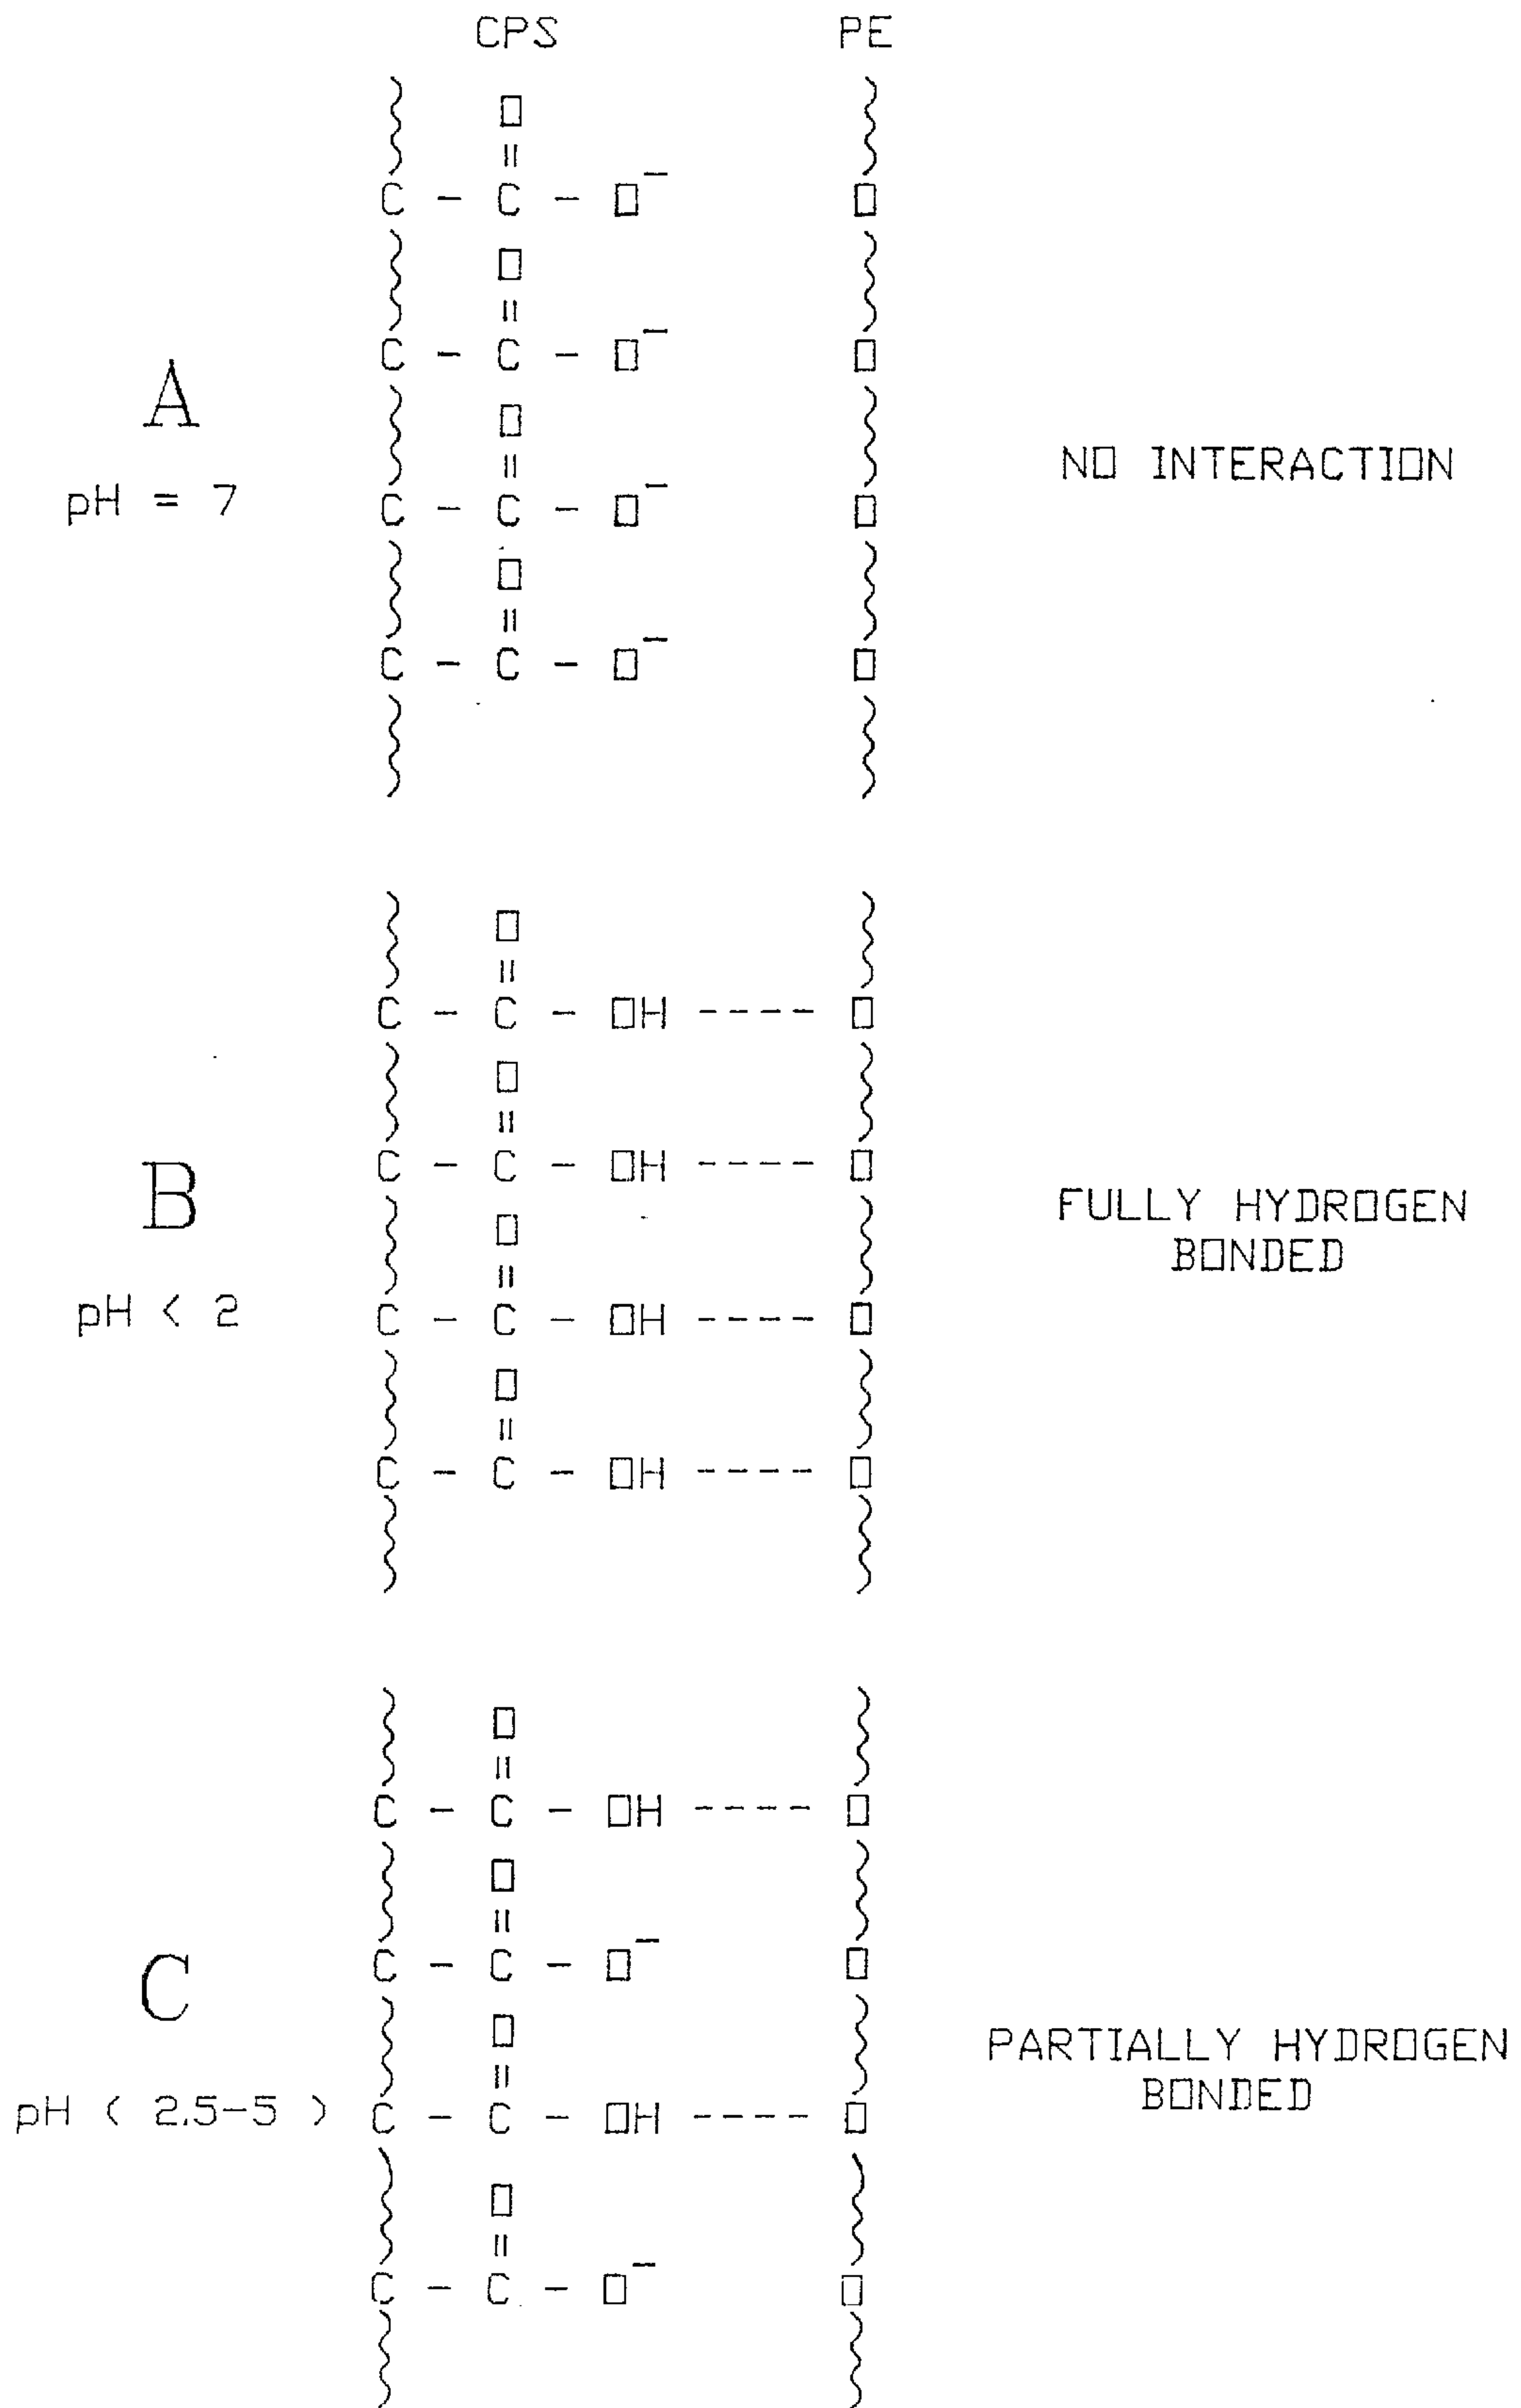 CPS PE
O
=
C - C - O⁻ O
O
=
C - C - O⁻ O
A
O
=
NO INTERACTION
pH = 7 C - C - O⁻ O
O
=
C - C - O⁻ O
O
=
C - C - OH ---- O
O
=
C - C - OH ---- O
B
FULLY HYDROGEN
O
BONDED
=
pH < 2 C - C - OH ---- O
O
=
C - C - OH ---- O
O
=
C - C - OH ---- O
O
=
C - C - O⁻ O
C
O
PARTIALLY HYDROGEN
=
BONDED
pH ( 2.5-5 ) C - C - OH ---- O
O
=
C - C - O⁻ O